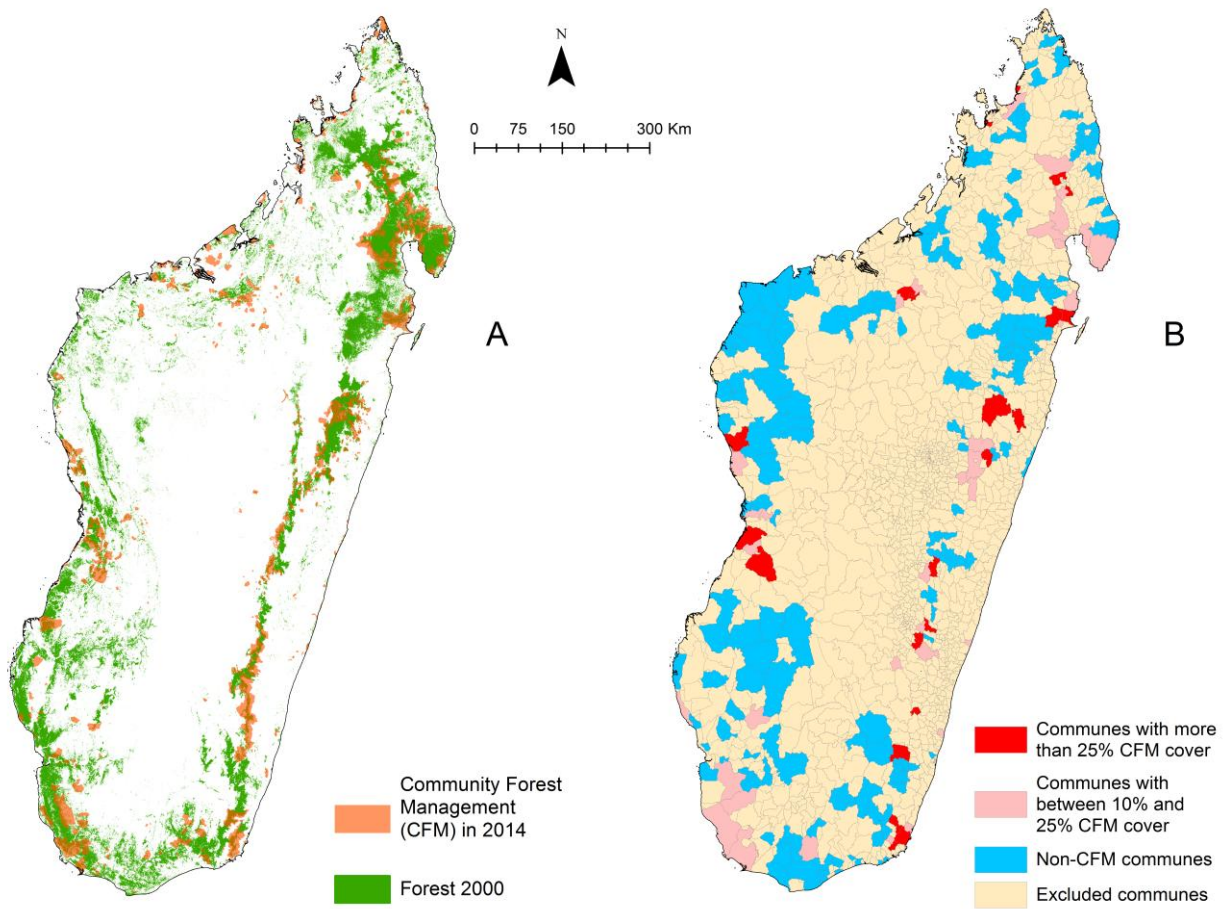 N
0 75 150 300 Km
A
B
Community Forest
Management
(CFM) in 2014
Forest 2000
Communes with more
than 25% CFM cover
Communes with
between 10% and
25% CFM cover
Non-CFM communes
Excluded communes